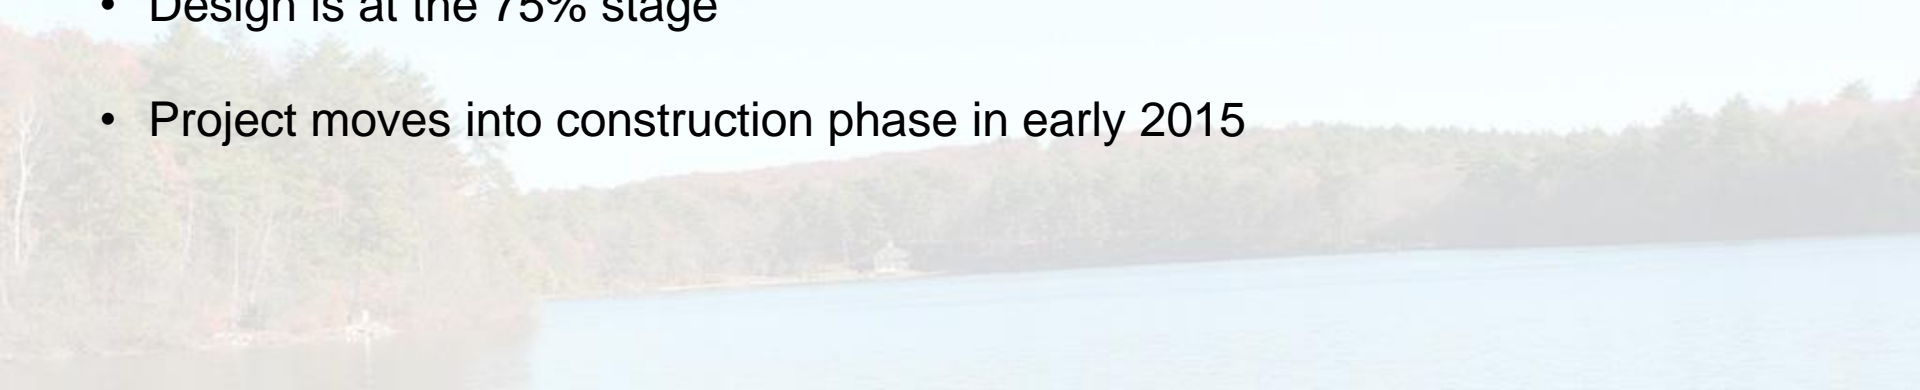 • Design is at the 75% stage
• Project moves into construction phase in early 2015